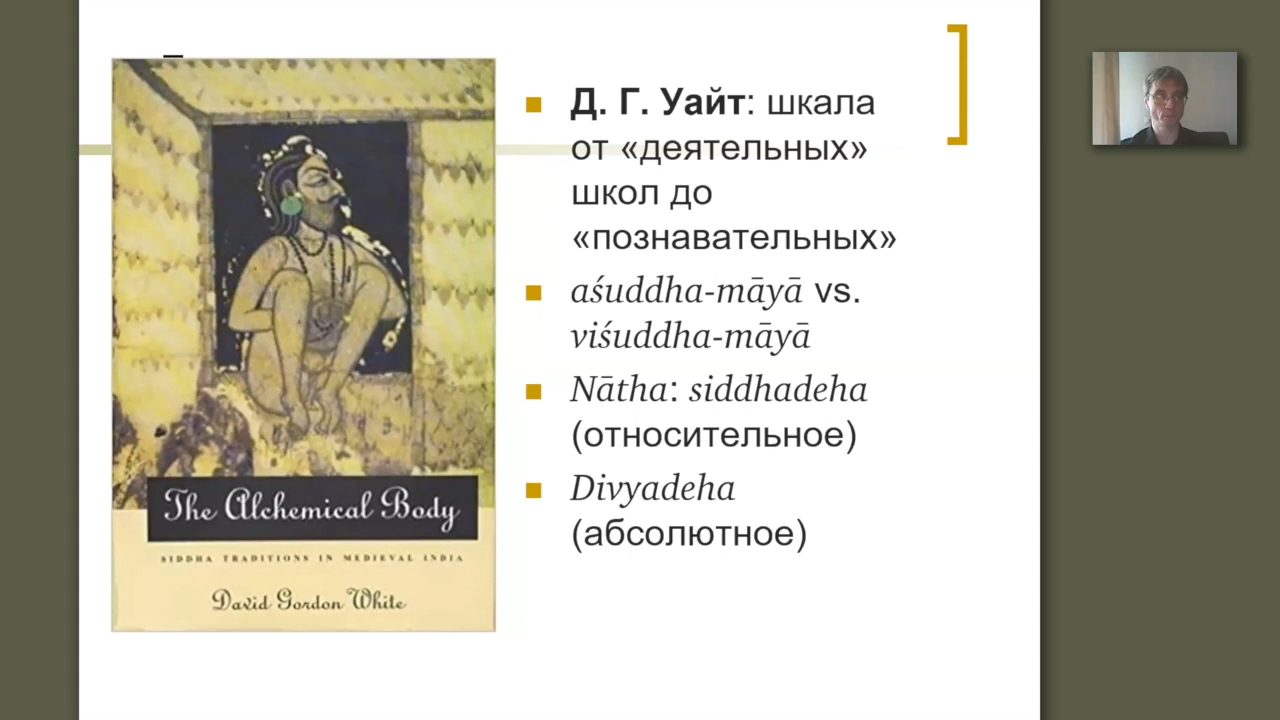 Д. Г. Уайт: шкала
от «деятельных»
школ до
«познавательных»
aśuddha-māyā vs.
viśuddha-māyā
Nātha: siddhadeha
(относительное)
Divyadeha
(абсолютное)
The Alchemical Body
SIDDHA TRADITIONS IN MEDIEVAL INDIA
David Gordon White